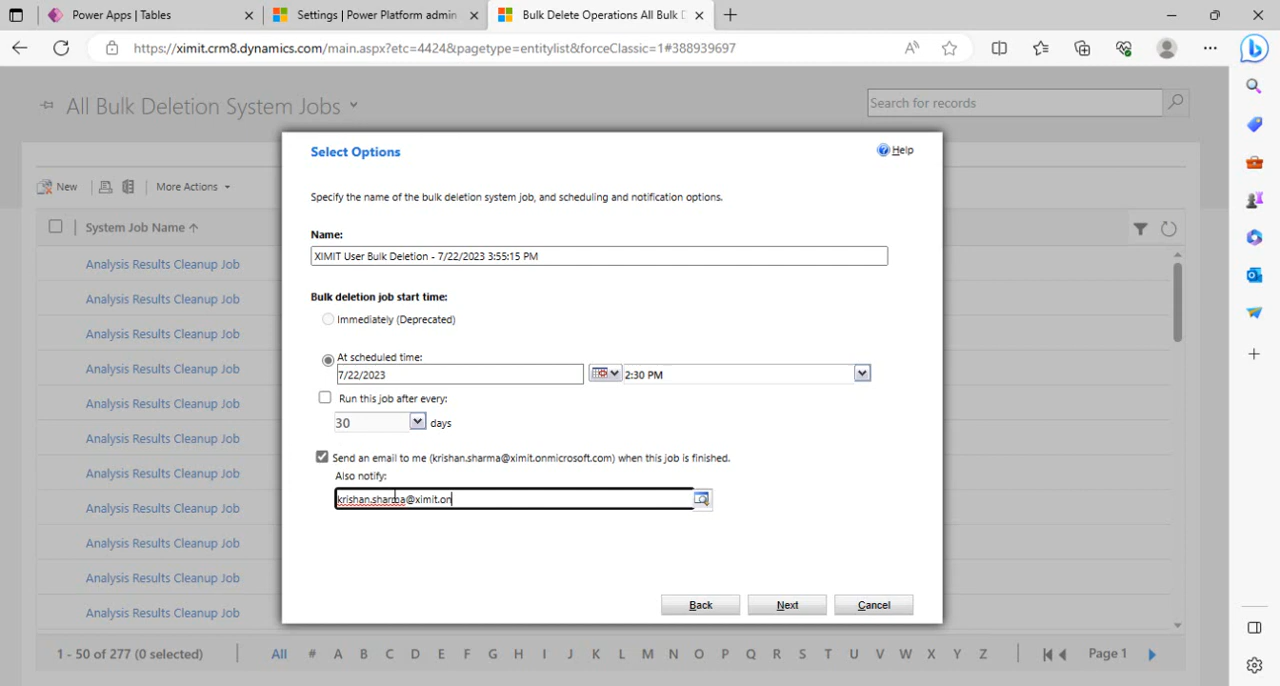 Power Apps | Tables
Settings | Power Platform admin
Bulk Delete Operations All Bulk D
https://ximit.crm8.dynamics.com/main.aspx?etc=4424&pagetype=entitylist&forceClassic=1#388939697
All Bulk Deletion System Jobs
Search for records
New
More Actions
System Job Name
Analysis Results Cleanup Job
Analysis Results Cleanup Job
Analysis Results Cleanup Job
Analysis Results Cleanup Job
Analysis Results Cleanup Job
Analysis Results Cleanup Job
Analysis Results Cleanup Job
Analysis Results Cleanup Job
Analysis Results Cleanup Job
Analysis Results Cleanup Job
Analysis Results Cleanup Job
Select Options
Help
Specify the name of the bulk deletion system job, and scheduling and notification options.
Name:
XIMIT User Bulk Deletion - 7/22/2023 3:55:15 PM
Bulk deletion job start time:
Immediately (Deprecated)
At scheduled time:
7/22/2023 2:30 PM
Run this job after every:
30 days
Send an email to me (krishan.sharma@ximit.onmicrosoft.com) when this job is finished.
Also notify:
krishan.sharma@ximit.on
Back Next Cancel
1 - 50 of 277 (0 selected) All # A B C D E F G H I J K L M N O P Q R S T U V W X Y Z Page 1